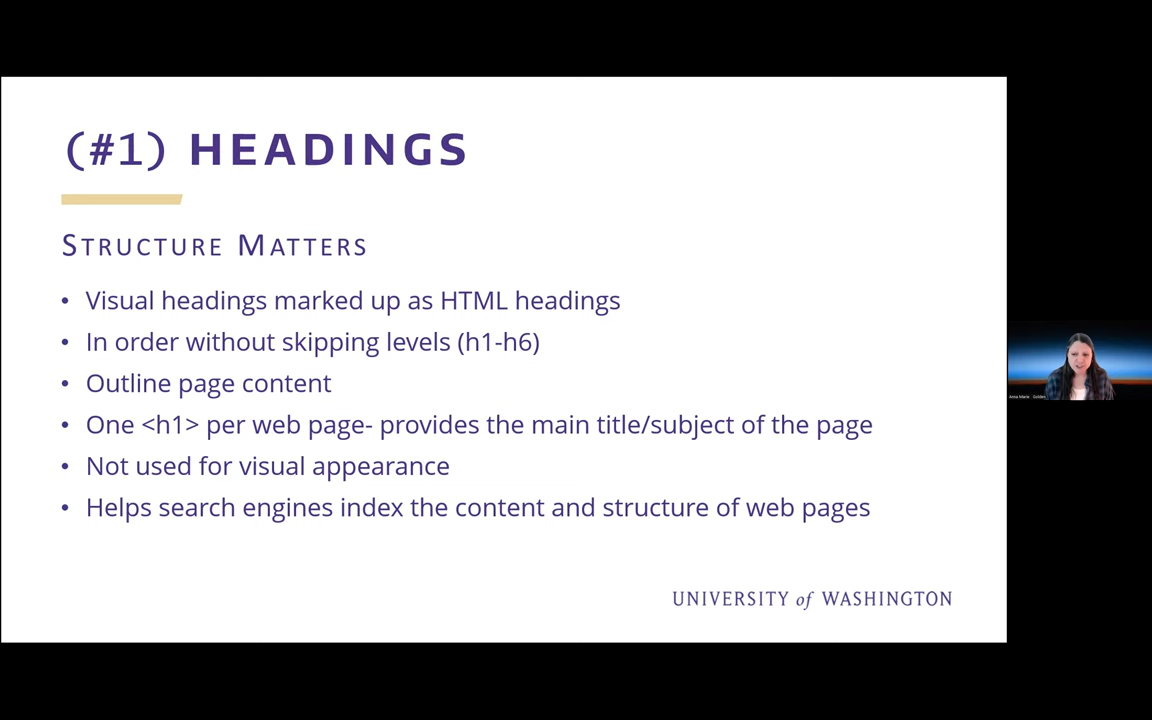 (#1) HEADINGS
STRUCTURE MATTERS
• Visual headings marked up as HTML headings
• In order without skipping levels (h1-h6)
• Outline page content
• One <h1> per web page- provides the main title/subject of the page
• Not used for visual appearance
• Helps search engines index the content and structure of web pages
UNIVERSITY of WASHINGTON